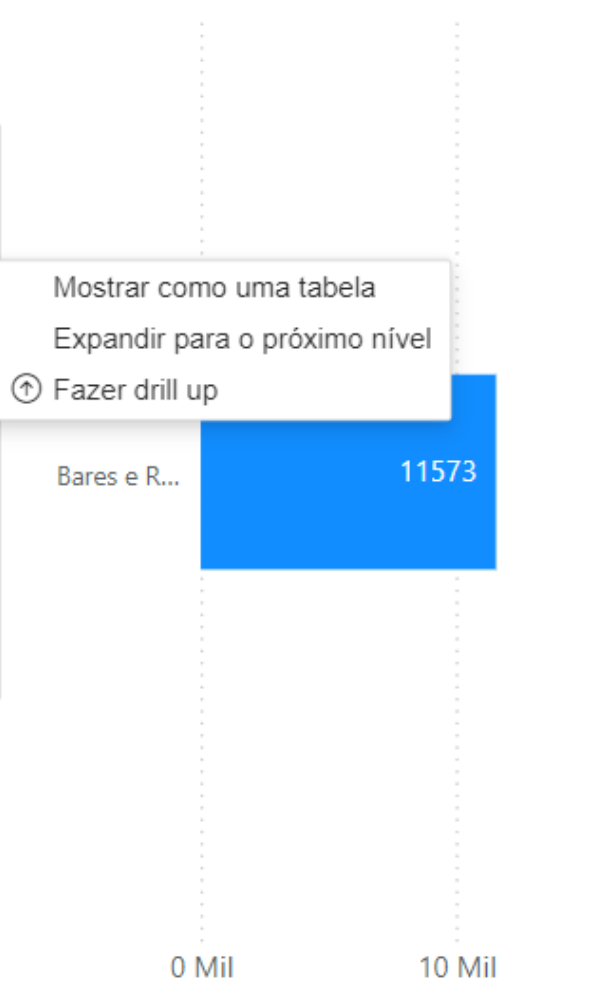 Mostrar como uma tabela
Expandir para o próximo nível
Fazer drill up
Bares e R...
11573
0 Mil
10 Mil